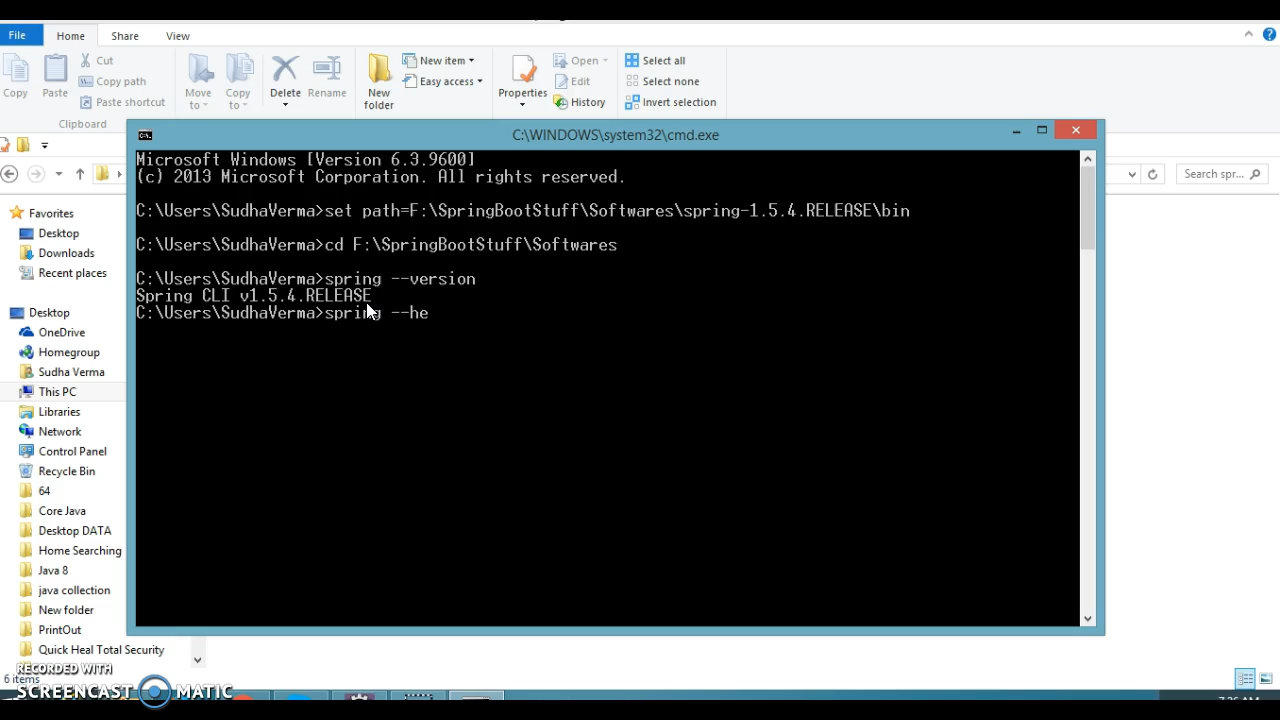 File Home Share View
Cut
Copy path
Paste shortcut
Copy Paste
Clipboard
Move to
Copy to
Delete Rename
New folder
New item
Easy access
Properties
Open
Edit
History
Select all
Select none
Invert selection
Search spr...
C:\WINDOWS\system32\cmd.exe
Microsoft Windows [Version 6.3.9600]
(c) 2013 Microsoft Corporation. All rights reserved.
C:\Users\SudhaVerma>set path=F:\SpringBootStuff\Softwares\spring-1.5.4.RELEASE\bin
C:\Users\SudhaVerma>cd F:\SpringBootStuff\Softwares
C:\Users\SudhaVerma>spring --version
Spring CLI v1.5.4.RELEASE
C:\Users\SudhaVerma>spring --he
Favorites
Desktop
Downloads
Recent places
Desktop
OneDrive
Homegroup
Sudha Verma
This PC
Libraries
Network
Control Panel
Recycle Bin
64
Core Java
Desktop DATA
Home Searching
Java 8
java collection
New folder
PrintOut
Quick Heal Total Security
6 items
RECORDED WITH
SCREENCAST MATIC